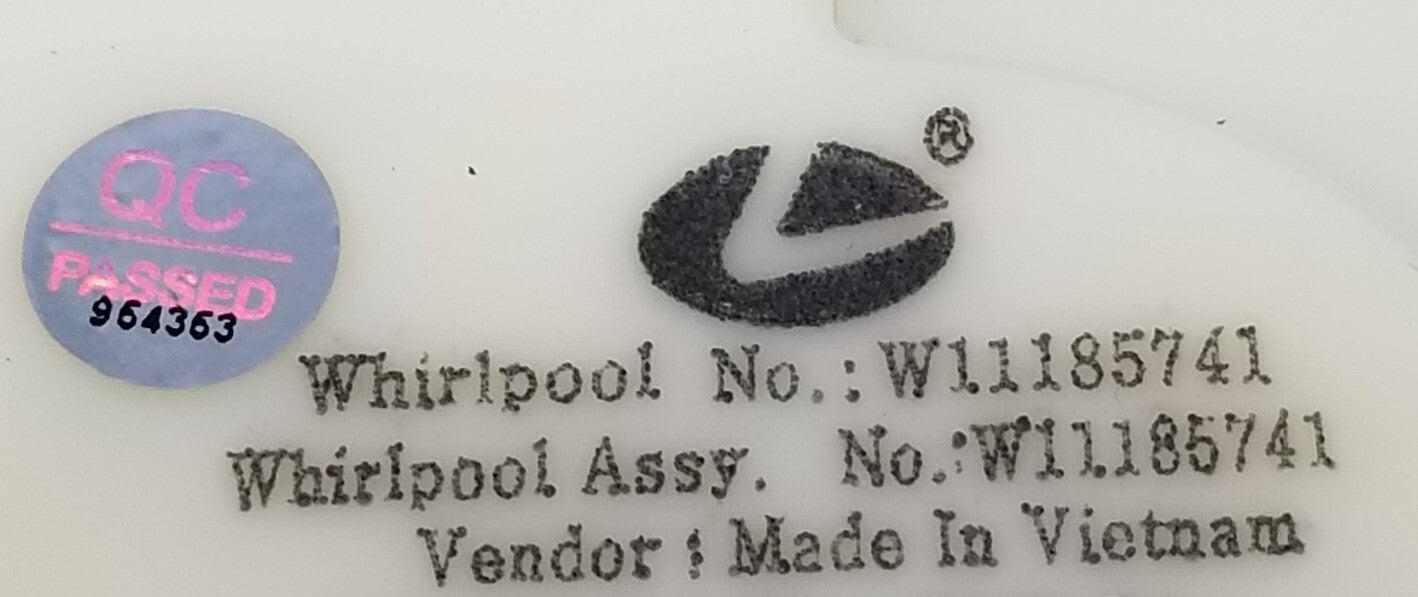 QC
PASSED
964363
®
Whirlpool No.: W11185741
Whirlpool Assy. No.:W11185741
Vendor : Made In Vietnam